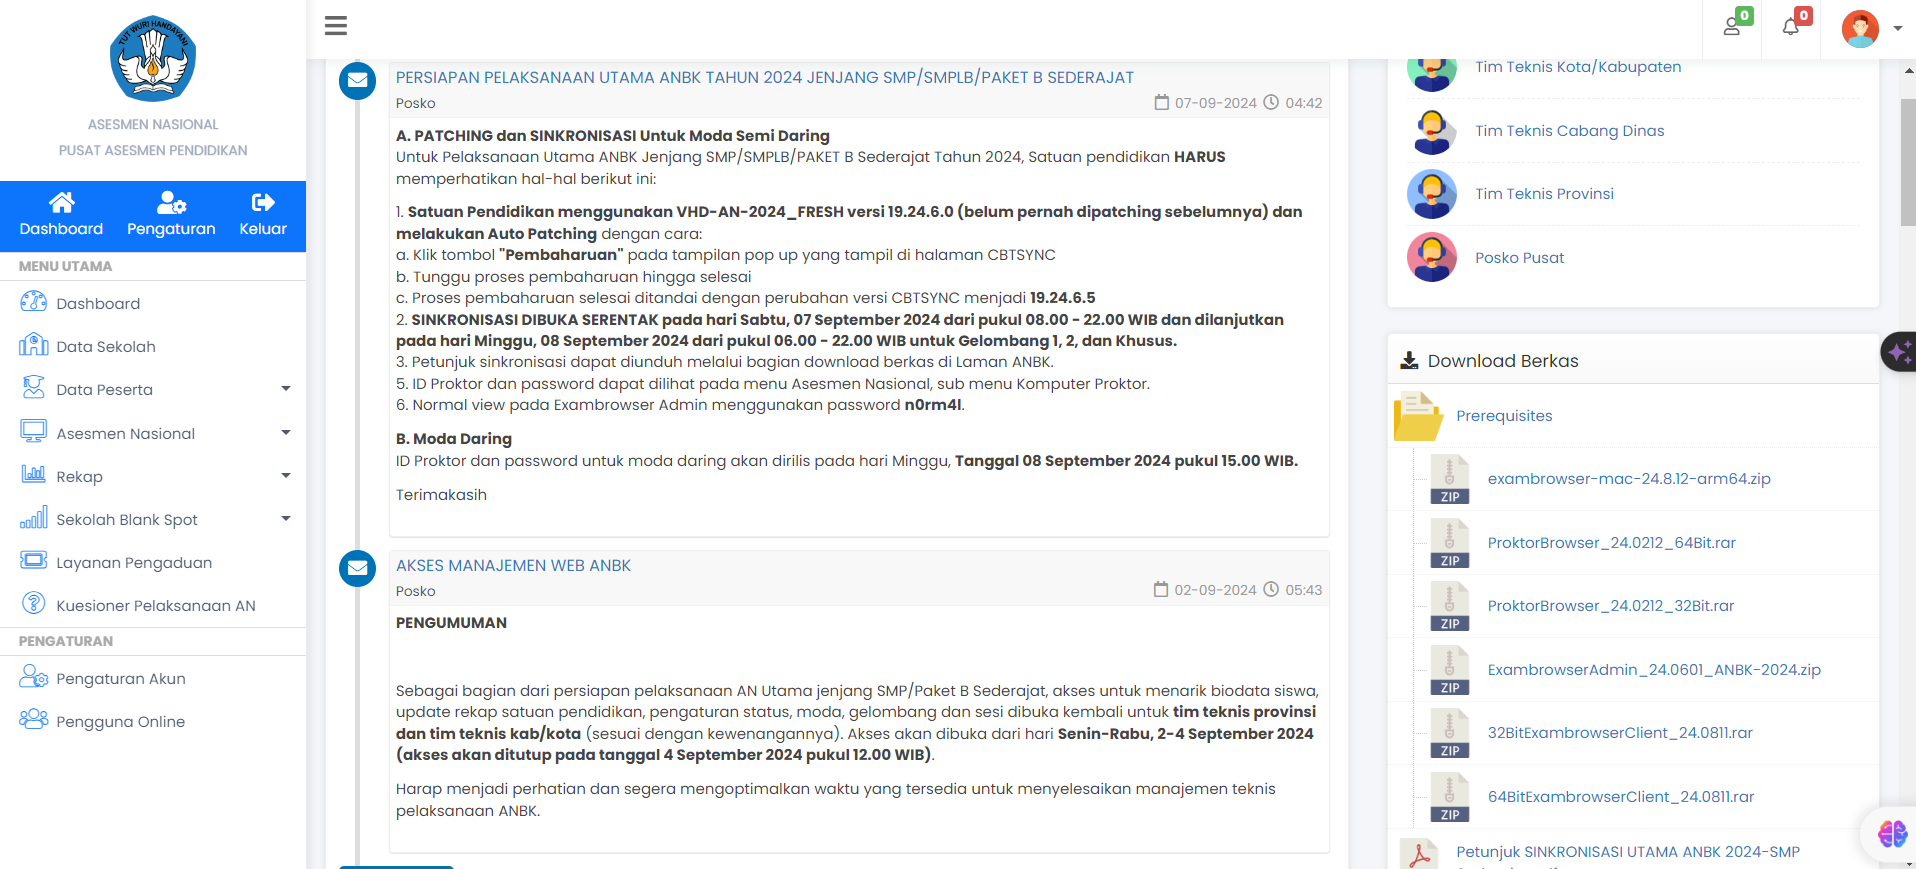 TUT WURI HANDAYANI
ASESMEN NASIONAL
PUSAT ASESMEN PENDIDIKAN
Dashboard
Pengaturan
Keluar
MENU UTAMA
Dashboard
Data Sekolah
Data Peserta
Asesmen Nasional
Rekap
Sekolah Blank Spot
Layanan Pengaduan
Kuesioner Pelaksanaan AN
PENGATURAN
Pengaturan Akun
Pengguna Online
0
0
PERSIAPAN PELAKSANAAN UTAMA ANBK TAHUN 2024 JENJANG SMP/SMPLB/PAKET B SEDERAJAT
Posko
07-09-2024 04:42
A. PATCHING dan SINKRONISASI Untuk Moda Semi Daring
Untuk Pelaksanaan Utama ANBK Jenjang SMP/SMPLB/PAKET B Sederajat Tahun 2024, Satuan pendidikan HARUS
memperhatikan hal-hal berikut ini:
1. Satuan Pendidikan menggunakan VHD-AN-2024_FRESH versi 19.24.6.0 (belum pernah dipatching sebelumnya) dan
melakukan Auto Patching dengan cara:
a. Klik tombol "Pembaharuan" pada tampilan pop up yang tampil di halaman CBTSYNC
b. Tunggu proses pembaharuan hingga selesai
c. Proses pembaharuan selesai ditandai dengan perubahan versi CBTSYNC menjadi 19.24.6.5
2. SINKRONISASI DIBUKA SERENTAK pada hari Sabtu, 07 September 2024 dari pukul 08.00 - 22.00 WIB dan dilanjutkan
pada hari Minggu, 08 September 2024 dari pukul 06.00 - 22.00 WIB untuk Gelombang 1, 2, dan Khusus.
3. Petunjuk sinkronisasi dapat diunduh melalui bagian download berkas di Laman ANBK.
5. ID Proktor dan password dapat dilihat pada menu Asesmen Nasional, sub menu Komputer Proktor.
6. Normal view pada Exambrowser Admin menggunakan password n0rm4l.
B. Moda Daring
ID Proktor dan password untuk moda daring akan dirilis pada hari Minggu, Tanggal 08 September 2024 pukul 15.00 WIB.
Terimakasih
AKSES MANAJEMEN WEB ANBK
Posko
02-09-2024 05:43
PENGUMUMAN
Sebagai bagian dari persiapan pelaksanaan AN Utama jenjang SMP/Paket B Sederajat, akses untuk menarik biodata siswa,
update rekap satuan pendidikan, pengaturan status, moda, gelombang dan sesi dibuka kembali untuk tim teknis provinsi
dan tim teknis kab/kota (sesuai dengan kewenangannya). Akses akan dibuka dari hari Senin-Rabu, 2-4 September 2024
(akses akan ditutup pada tanggal 4 September 2024 pukul 12.00 WIB).
Harap menjadi perhatian dan segera mengoptimalkan waktu yang tersedia untuk menyelesaikan manajemen teknis
pelaksanaan ANBK.
Tim Teknis Kota/Kabupaten
Tim Teknis Cabang Dinas
Tim Teknis Provinsi
Posko Pusat
Download Berkas
Prerequisites
ZIP exambrowser-mac-24.8.12-arm64.zip
ZIP ProktorBrowser_24.0212_64Bit.rar
ZIP ProktorBrowser_24.0212_32Bit.rar
ZIP ExambrowserAdmin_24.0601_ANBK-2024.zip
ZIP 32BitExambrowserClient_24.0811.rar
ZIP 64BitExambrowserClient_24.0811.rar
Petunjuk SINKRONISASI UTAMA ANBK 2024-SMP